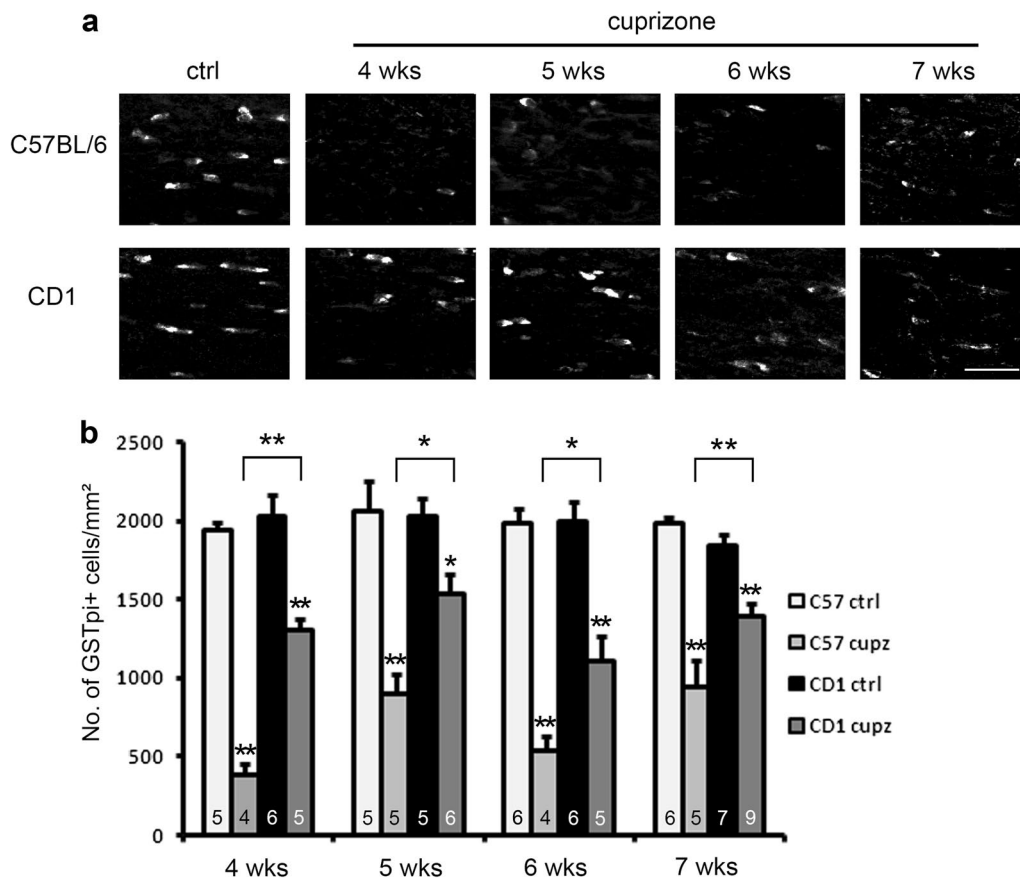 a
cuprizone
ctrl 4 wks 5 wks 6 wks 7 wks
C57BL/6
CD1
b
No. of GSTpi+ cells/mm²
2500
2000
1500
1000
500
0
** * * **
** ** ** * ** ** ** **
5 4 6 5 5 5 5 6 6 4 6 5 6 5 7 9
4 wks 5 wks 6 wks 7 wks
C57 ctrl
C57 cupz
CD1 ctrl
CD1 cupz